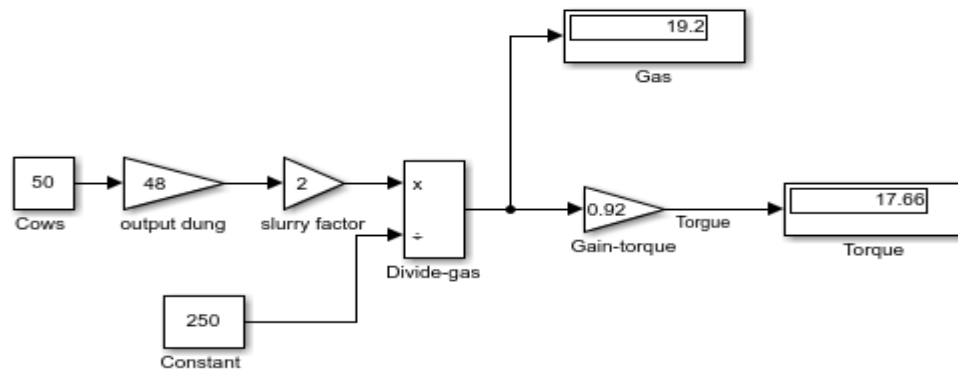 19.2
Gas
50
48
2
x
÷
0.92
Torgue
17.66
Cows
output dung
slurry factor
Divide-gas
Gain-torque
Torque
250
Constant